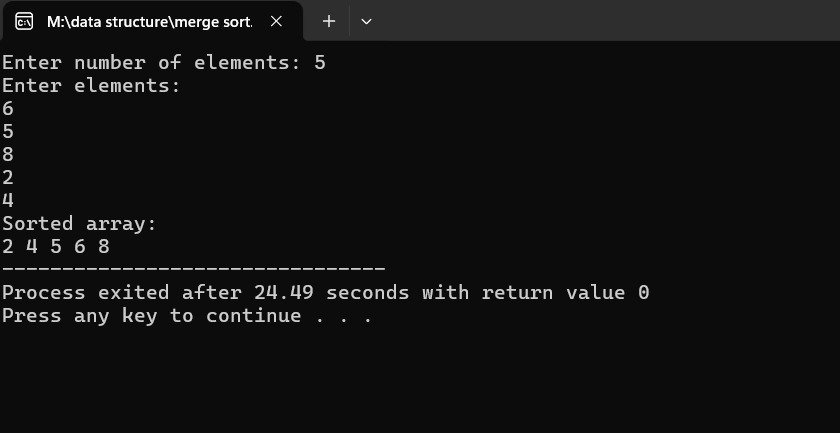 M:\data structure\merge sort.
Enter number of elements: 5
Enter elements:
6
5
8
2
4
Sorted array:
2 4 5 6 8
--------------------------------
Process exited after 24.49 seconds with return value 0
Press any key to continue . . .